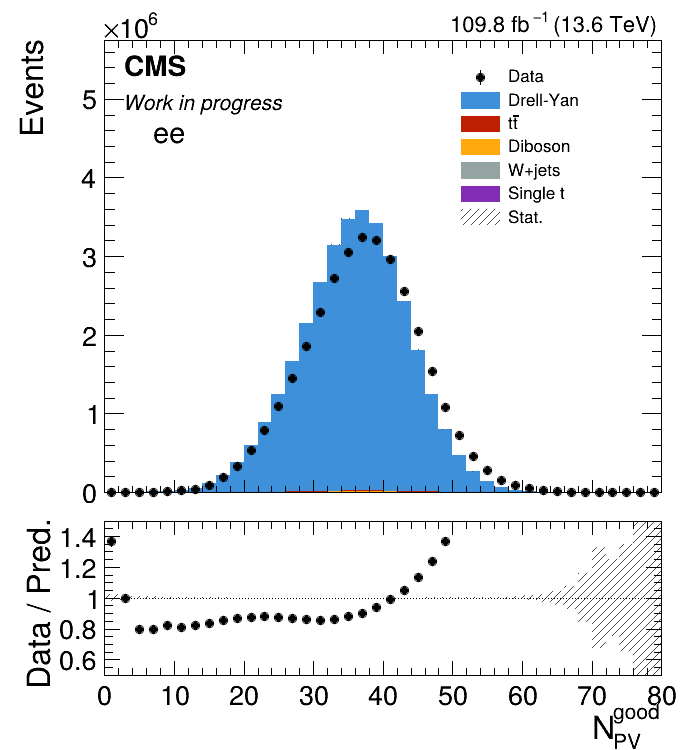 ×10⁶
109.8 fb⁻¹ (13.6 TeV)
CMS
Work in progress
ee
Data
Drell-Yan
tt̄
Diboson
W+jets
Single t
Stat.
Events
5
4
3
2
1
0
Data / Pred.
1.4
1.2
1
0.8
0.6
0 10 20 30 40 50 60 70 80
N_PV^good